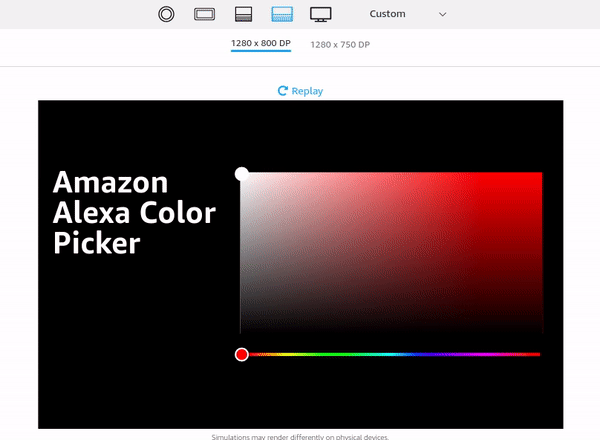 Custom
1280 x 800 DP 1280 x 750 DP
Replay
Amazon
Alexa Color
Picker
Simulations may render differently on physical devices.